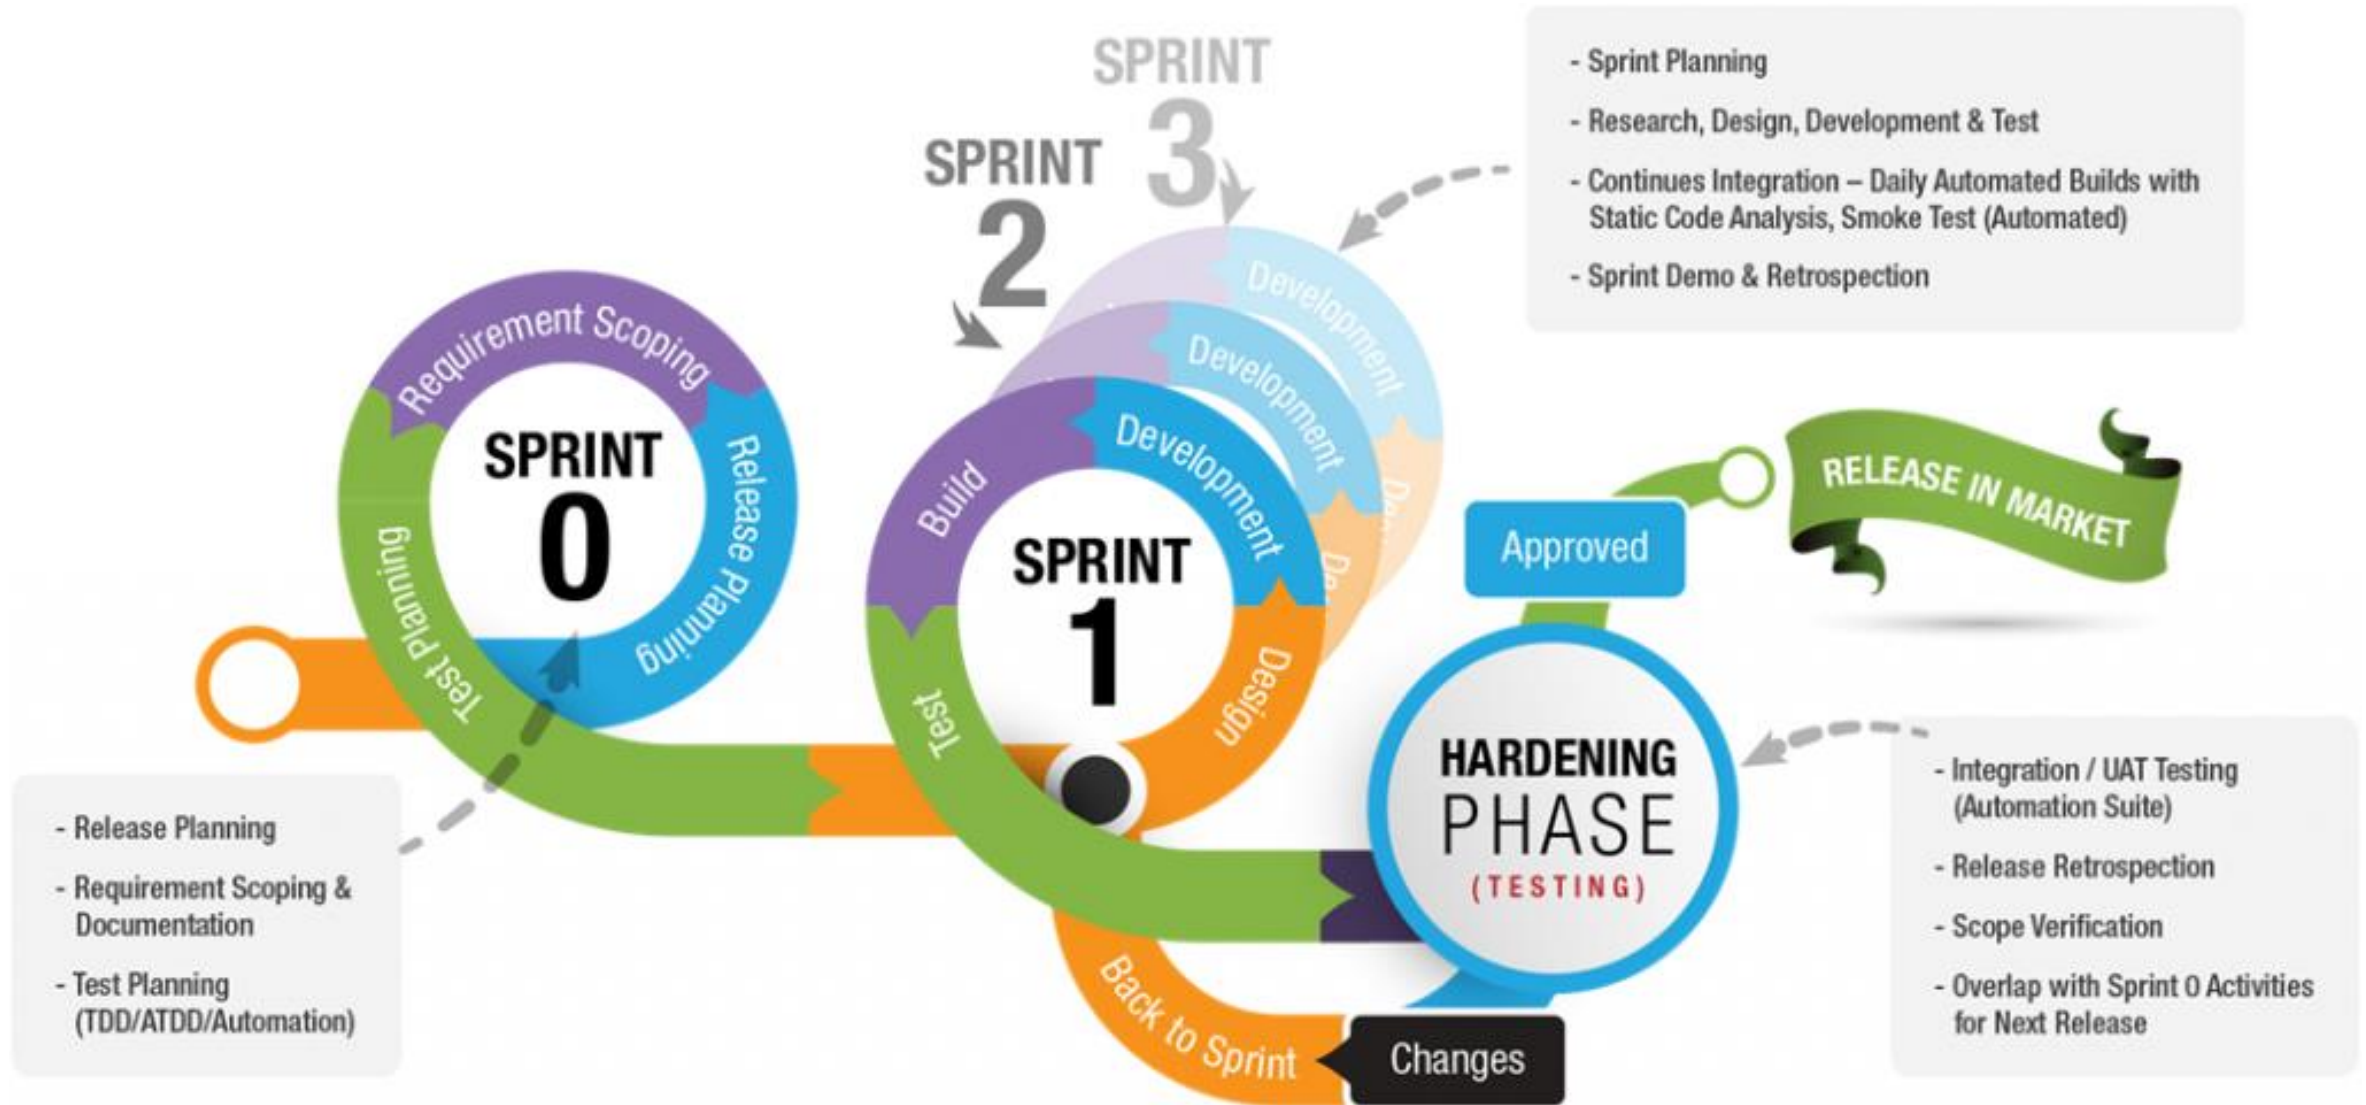 SPRINT
3
SPRINT
2
- Sprint Planning
- Research, Design, Development & Test
- Continues Integration – Daily Automated Builds with
Static Code Analysis, Smoke Test (Automated)
- Sprint Demo & Retrospection
Requirement Scoping
Release Planning
Test Planning
SPRINT
0
Development
Development
Development
Build
Test
Design
De
De
SPRINT
1
Approved
RELEASE IN MARKET
HARDENING
PHASE
(TESTING)
- Release Planning
- Requirement Scoping &
Documentation
- Test Planning
(TDD/ATDD/Automation)
- Integration / UAT Testing
(Automation Suite)
- Release Retrospection
- Scope Verification
- Overlap with Sprint 0 Activities
for Next Release
Back to Sprint
Changes